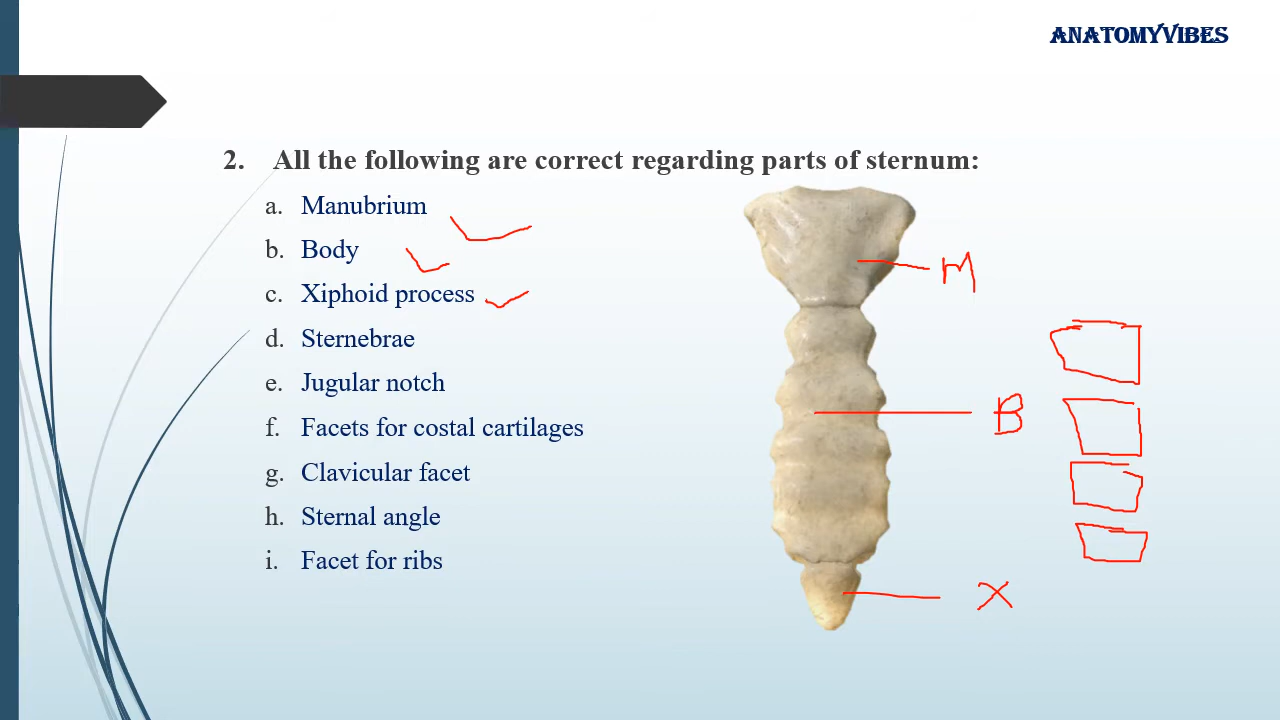 ANATOMYVIBES
2. All the following are correct regarding parts of sternum:
a. Manubrium
b. Body
c. Xiphoid process
d. Sternebrae
e. Jugular notch
f. Facets for costal cartilages
g. Clavicular facet
h. Sternal angle
i. Facet for ribs
M
B
X